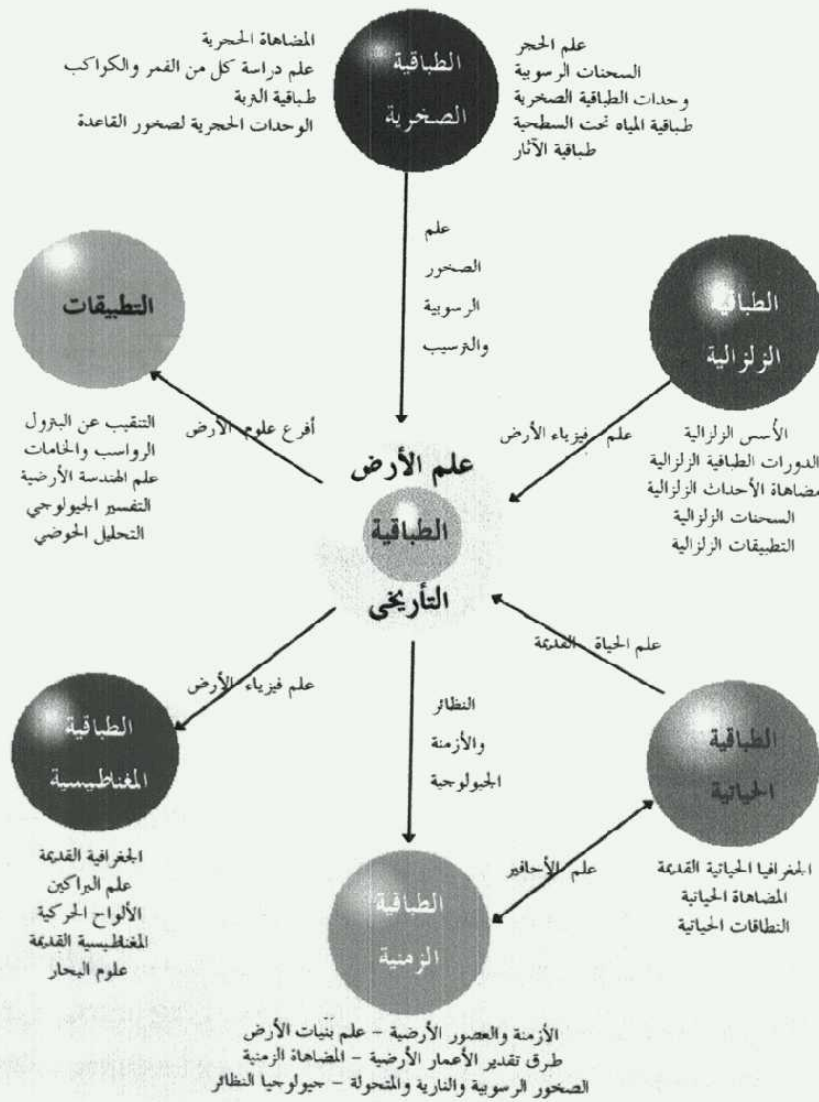 الطباقية
الصخرية
علم الحجر
السحنات الرسوبية
وحدات الطباقية الصخرية
طباقية المياه تحت السطحية
طباقية الآثار
المضاهاة الحجرية
علم دراسة كل من القمر والكواكب
طباقية التربة
الوحدات الحجرية لصخور القاعدة
علم
الصخور
الرسوبية
والترسيب
الطباقية
الزلزالية
علم فيزياء الأرض
الأسس الزلزالية
الدورات الطباقية الزلزالية
مضاهاة الأحداث الزلزالية
السحنات الزلزالية
التطبيقات الزلزالية
التطبيقات
أفرع علوم الأرض
التنقيب عن البترول
الرواسب والخامات
علم الهندسة الأرضية
التفسير الجيولوجي
التحليل الحوضي
علم الأرض
الطباقية
التأريخى
علم الحياة القديمة
الطباقية
الحياتية
الجغرافيا الحياتية القديمة
المضاهاة الحياتية
النطاقات الحياتية
علم فيزياء الأرض
الطباقية
المغناطيسية
الجغرافية القديمة
علم البراكين
الألواح الحركية
المغناطيسية القديمة
علوم البحار
النظائر
والأزمنة
الجيولوجية
علم الأحافير
الطباقية
الزمنية
الأزمنة والعصور الأرضية – علم بنيات الأرض
طرق تقدير الأعمار الأرضية – المضاهاة الزمنية
الصخور الرسوبية والنارية والمتحولة – جيولوجيا النظائر